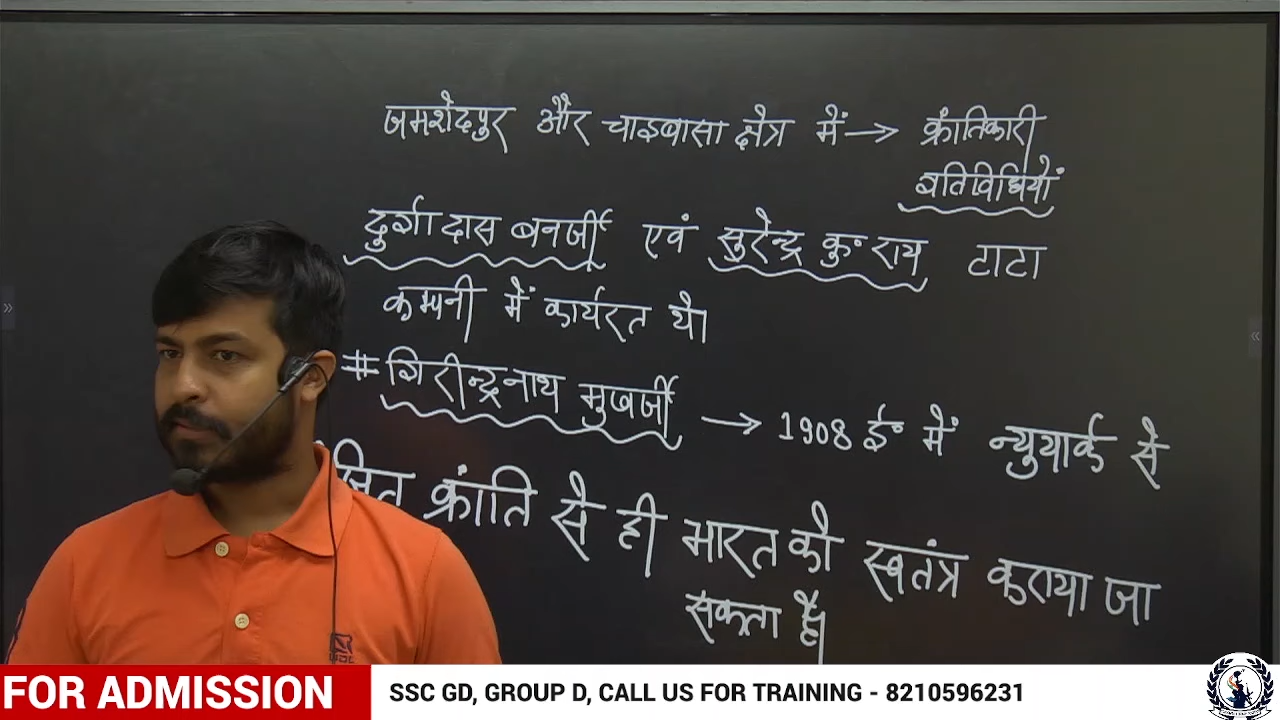 जमशेदपुर और चाइबासा क्षेत्र में → क्रांतिकारी
गतिविधियों
दुर्गा दास बनर्जी एवं सुरेन्द्र कु॰ राय टाटा
कम्पनी में कार्यरत थे।
# गिरीन्द्रनाथ मुखर्जी → 1908 ई॰ में न्युयार्क से
क्रांति से ही भारत को स्वतंत्र कराया जा
सकता है।
FOR ADMISSION
SSC GD, GROUP D, CALL US FOR TRAINING - 8210596231